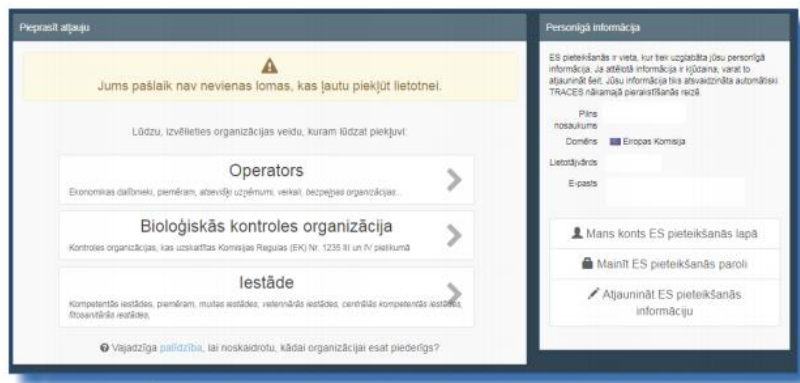 Pieprasīt atļauju
Jums pašlaik nav nevienas lomas, kas ļautu piekļūt lietotnei.
Lūdzu, izvēlieties organizācijas veidu, kuram lūdzat piekļuvi:
Operators
Ekonomikas dalībnieki, piemēram, atsevišķi uzņēmumi, veikali, bezpeļņas organizācijas...
Bioloģiskās kontroles organizācija
Kontroles organizācijas, kas uzskaitītas Komisijas Regulas (EK) Nr. 1235 III un IV pielikumā
Iestāde
Kompetentās iestādes, piemēram, muitas iestādes, veterinārās iestādes, centrālās kompetentās iestādes,
fitosanitārās iestādes,
Vajadzīga palīdzība, lai noskaidrotu, kādai organizācijai esat piederīgs?
Personīgā informācija
ES pieteikšanās ir vieta, kur tiek uzglabāta jūsu personīgā
informācija. Ja attēlotā informācija ir kļūdaina, varat to
atjaunināt šeit. Jūsu informācija tiks atsvaidzināta automātiski
TRACES nākamajā pierakstīšanās reizē.
Pilns
nosaukums
Domēns Eiropas Komisija
Lietotājvārds
E-pasts
Mans konts ES pieteikšanās lapā
Mainīt ES pieteikšanās paroli
Atjaunināt ES pieteikšanās
informāciju